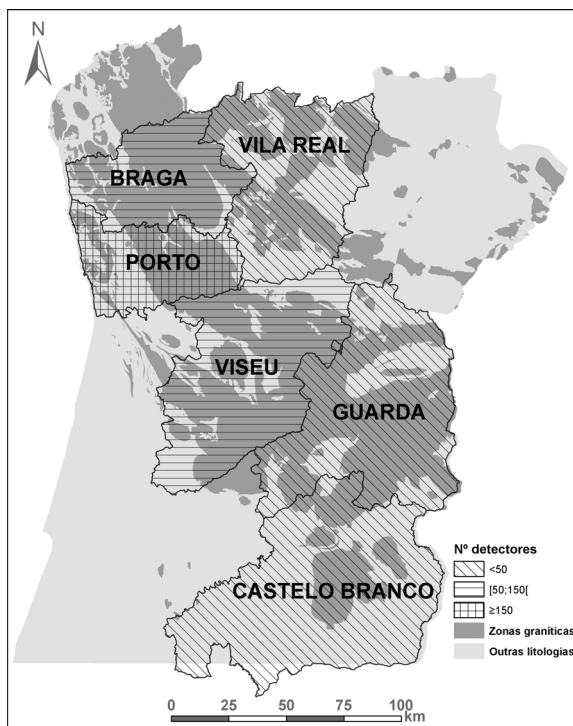 N
VILA REAL
BRAGA
PORTO
VISEU
GUARDA
CASTELO BRANCO
Nº detectores
<50
[50;150[
≥150
Zonas graníticas
Outras litologias
0 25 50 75 100
km